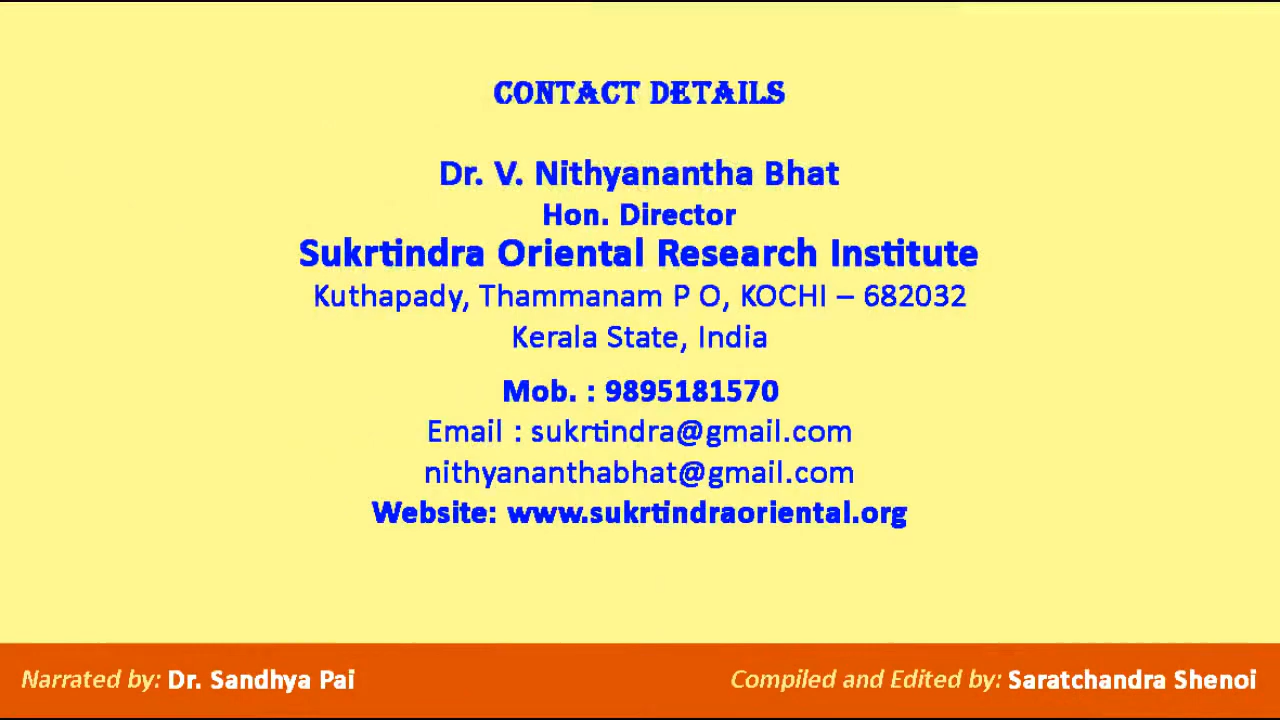 CONTACT DETAILS
Dr. V. Nithyanantha Bhat
Hon. Director
Sukrtindra Oriental Research Institute
Kuthapady, Thammanam P O, KOCHI – 682032
Kerala State, India
Mob. : 9895181570
Email : sukrtindra@gmail.com
nithyananthabhat@gmail.com
Website: www.sukrtindraoriental.org
Narrated by: Dr. Sandhya Pai
Compiled and Edited by: Saratchandra Shenoi